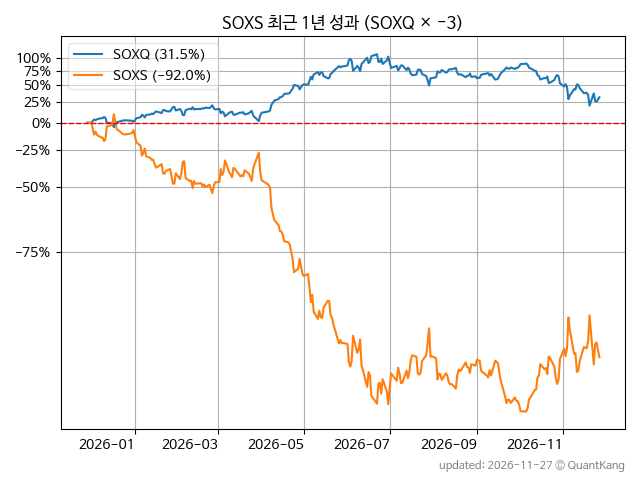 SOXS 최근 1년 성과 (SOXQ × −3)
SOXQ (31.5%)
SOXS (−92.0%)
100%
75%
50%
25%
0%
−25%
−50%
−75%
2026-01 2026-03 2026-05 2026-07 2026-09 2026-11
updated: 2026-11-27 © QuantKang